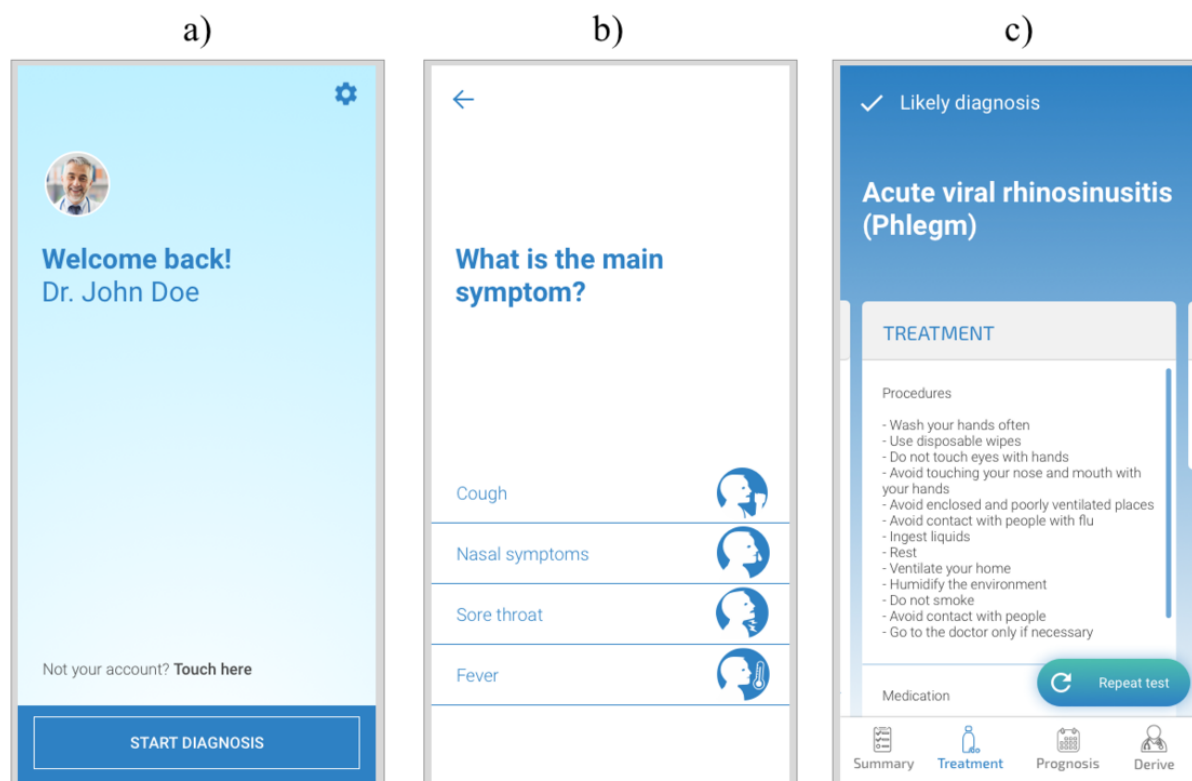 a)
Welcome back!
Dr. John Doe
Not your account? Touch here
START DIAGNOSIS
b)
What is the main
symptom?
Cough
Nasal symptoms
Sore throat
Fever
c)
Likely diagnosis
Acute viral rhinosinusitis
(Phlegm)
TREATMENT
Procedures
- Wash your hands often
- Use disposable wipes
- Do not touch eyes with hands
- Avoid touching your nose and mouth with
your hands
- Avoid enclosed and poorly ventilated places
- Avoid contact with people with flu
- Ingest liquids
- Rest
- Ventilate your home
- Humidify the environment
- Do not smoke
- Avoid contact with people
- Go to the doctor only if necessary
Medication
Repeat test
Summary
Treatment
Prognosis
Derive